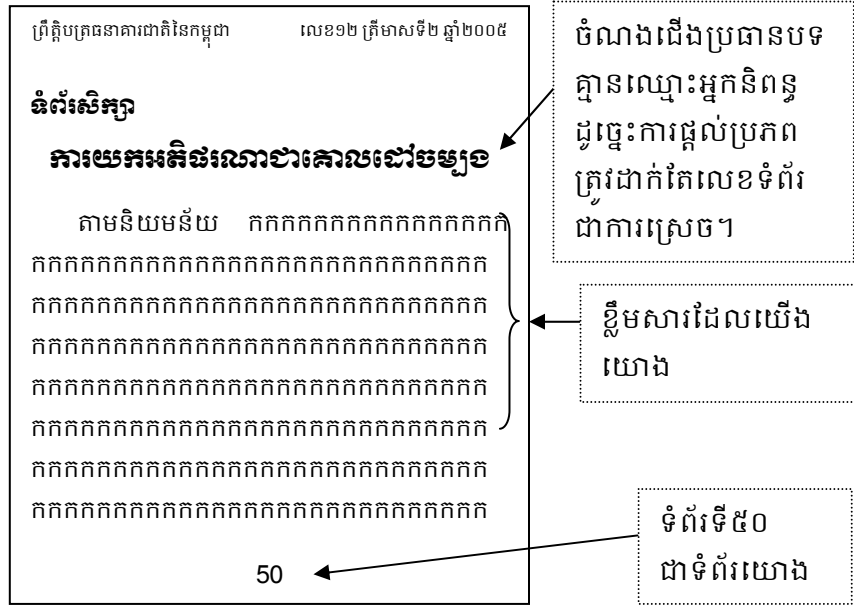 ព្រឹត្តិបត្រធនាគារជាតិនៃកម្ពុជា លេខ១២ ត្រីមាសទី២ ឆ្នាំ២០០៥
ទំព័រសិក្សា
ការយកអតិផរណាជាគោលដៅចម្បង
តាមនិយមន័យ កកកកកកកកកកកកកកកក
កកកកកកកកកកកកកកកកកកកកកកកកកកកក
កកកកកកកកកកកកកកកកកកកកកកកកកកកក
កកកកកកកកកកកកកកកកកកកកកកកកកកកក
កកកកកកកកកកកកកកកកកកកកកកកកកកកក
កកកកកកកកកកកកកកកកកកកកកកកកកកកក
កកកកកកកកកកកកកកកកកកកកកកកកកកកក
កកកកកកកកកកកកកកកកកកកកកកកកកកកក
50
ចំណងជើងប្រធានបទ
គ្មានឈ្មោះអ្នកនិពន្ធ
ដូច្នេះការផ្តល់ប្រភព
ត្រូវដាក់តែលេខទំព័រ
ជាការស្រេច។
ខ្លឹមសារដែលយើង
យោង
ទំព័រទី៥០
ជាទំព័រយោង